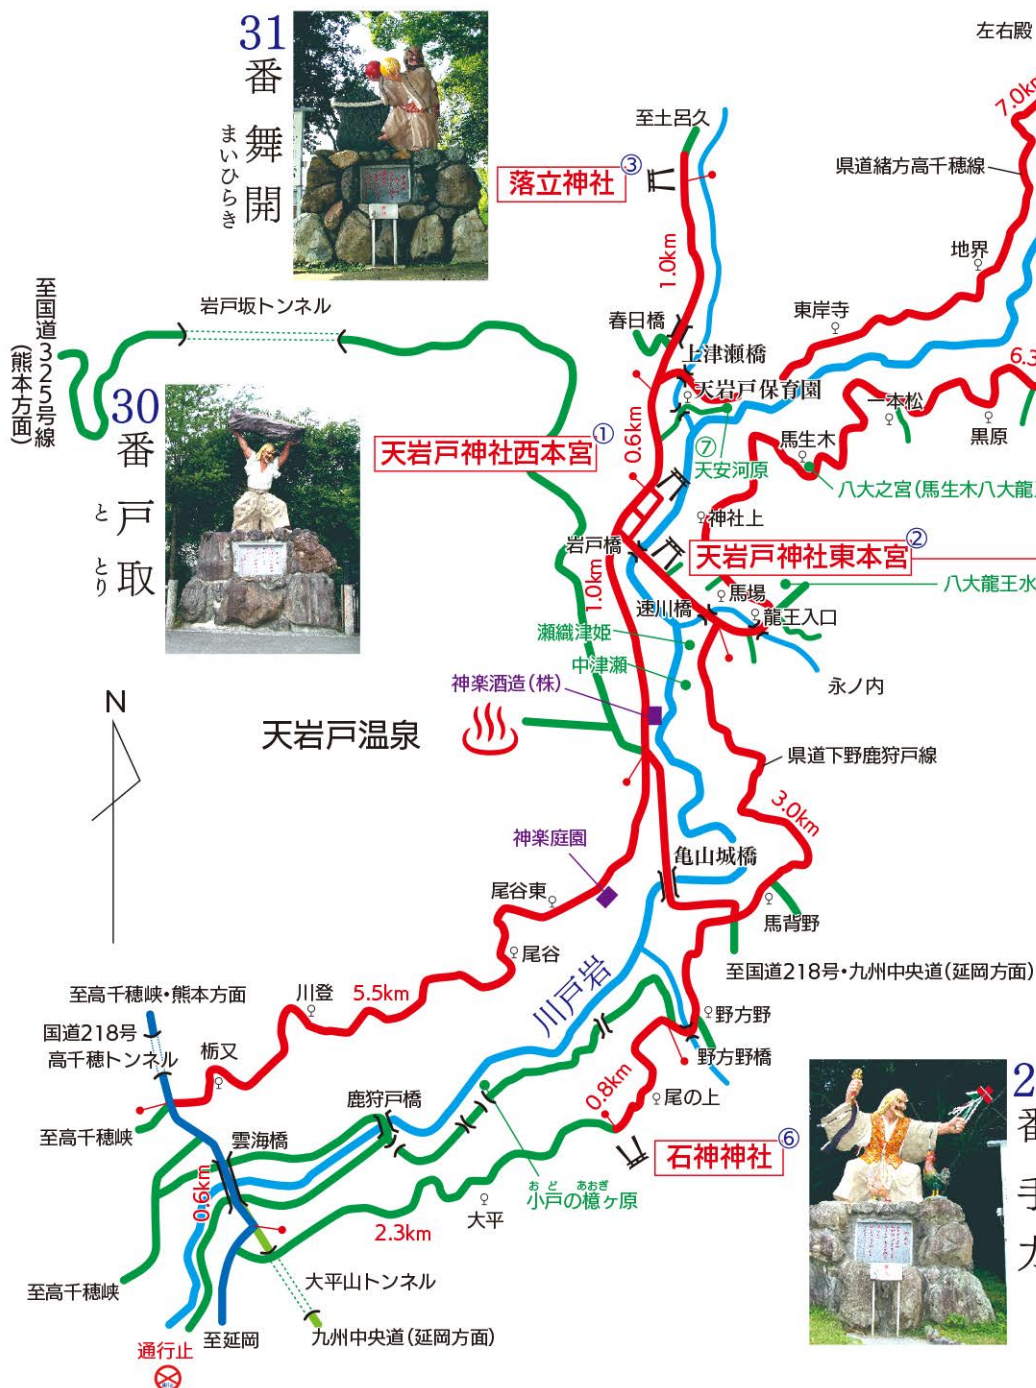 31
番
舞開
まいひらき
左右殿
7.0km
至土呂久
③
落立神社
県道緒方高千穂線
1.0km
地界
至国道325号線
(熊本方面)
岩戸坂トンネル
春日橋
東岸寺
上津瀬橋
6.3
天岩戸保育園
30
番
戸取
ととり
一本松
①
天岩戸神社西本宮
0.6km
⑦
天安河原
馬生木
黒原
八大之宮(馬生木八大龍
神社上
岩戸橋
②
天岩戸神社東本宮
1.0km
馬場
八大龍王水
速川橋
龍王入口
瀬織津姫
中津瀬
永ノ内
神楽酒造(株)
N
天岩戸温泉
県道下野鹿狩戸線
3.0km
神楽庭園
亀山城橋
尾谷東
馬背野
尾谷
至国道218号・九州中央道(延岡方面)
至高千穂峡・熊本方面
川登
5.5km
川戸岩
国道218号
高千穂トンネル
野方野
栃又
野方野橋
0.8km
鹿狩戸橋
尾の上
至高千穂峡
雲海橋
⑥
石神神社
0.6km
おど あおぎ
小戸の檍ヶ原
大平
2.3km
大平山トンネル
至高千穂峡
至延岡
九州中央道(延岡方面)
通行止
2
番
手
力